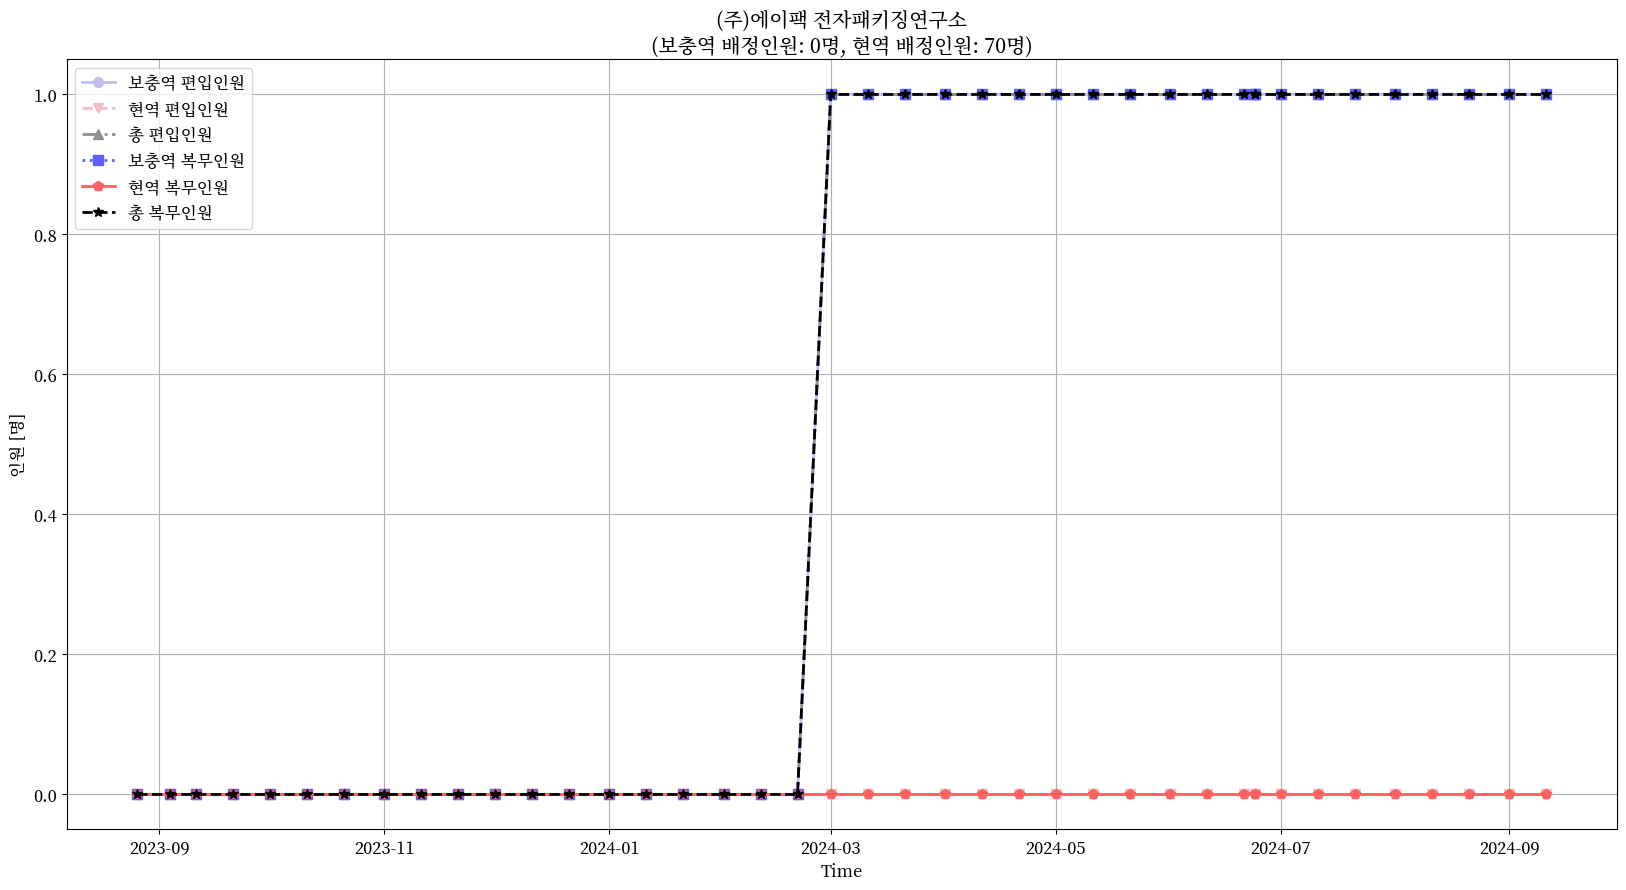 (주)에이팩 전자패키징연구소
(보충역 배정인원: 0명, 현역 배정인원: 70명)
보충역 편입인원
현역 편입인원
총 편입인원
보충역 복무인원
현역 복무인원
총 복무인원
1.0
0.8
0.6
0.4
0.2
0.0
인원 [명]
2023-09
2023-11
2024-01
2024-03
2024-05
2024-07
2024-09
Time